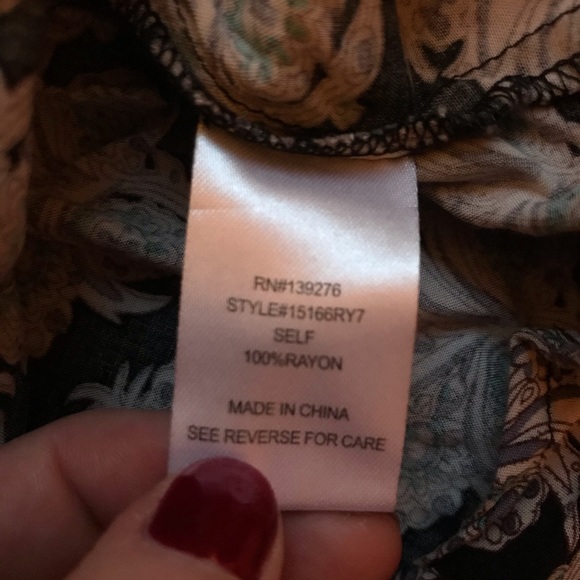 RN#139276
STYLE#15166RY7
SELF
100%RAYON
MADE IN CHINA
SEE REVERSE FOR CARE